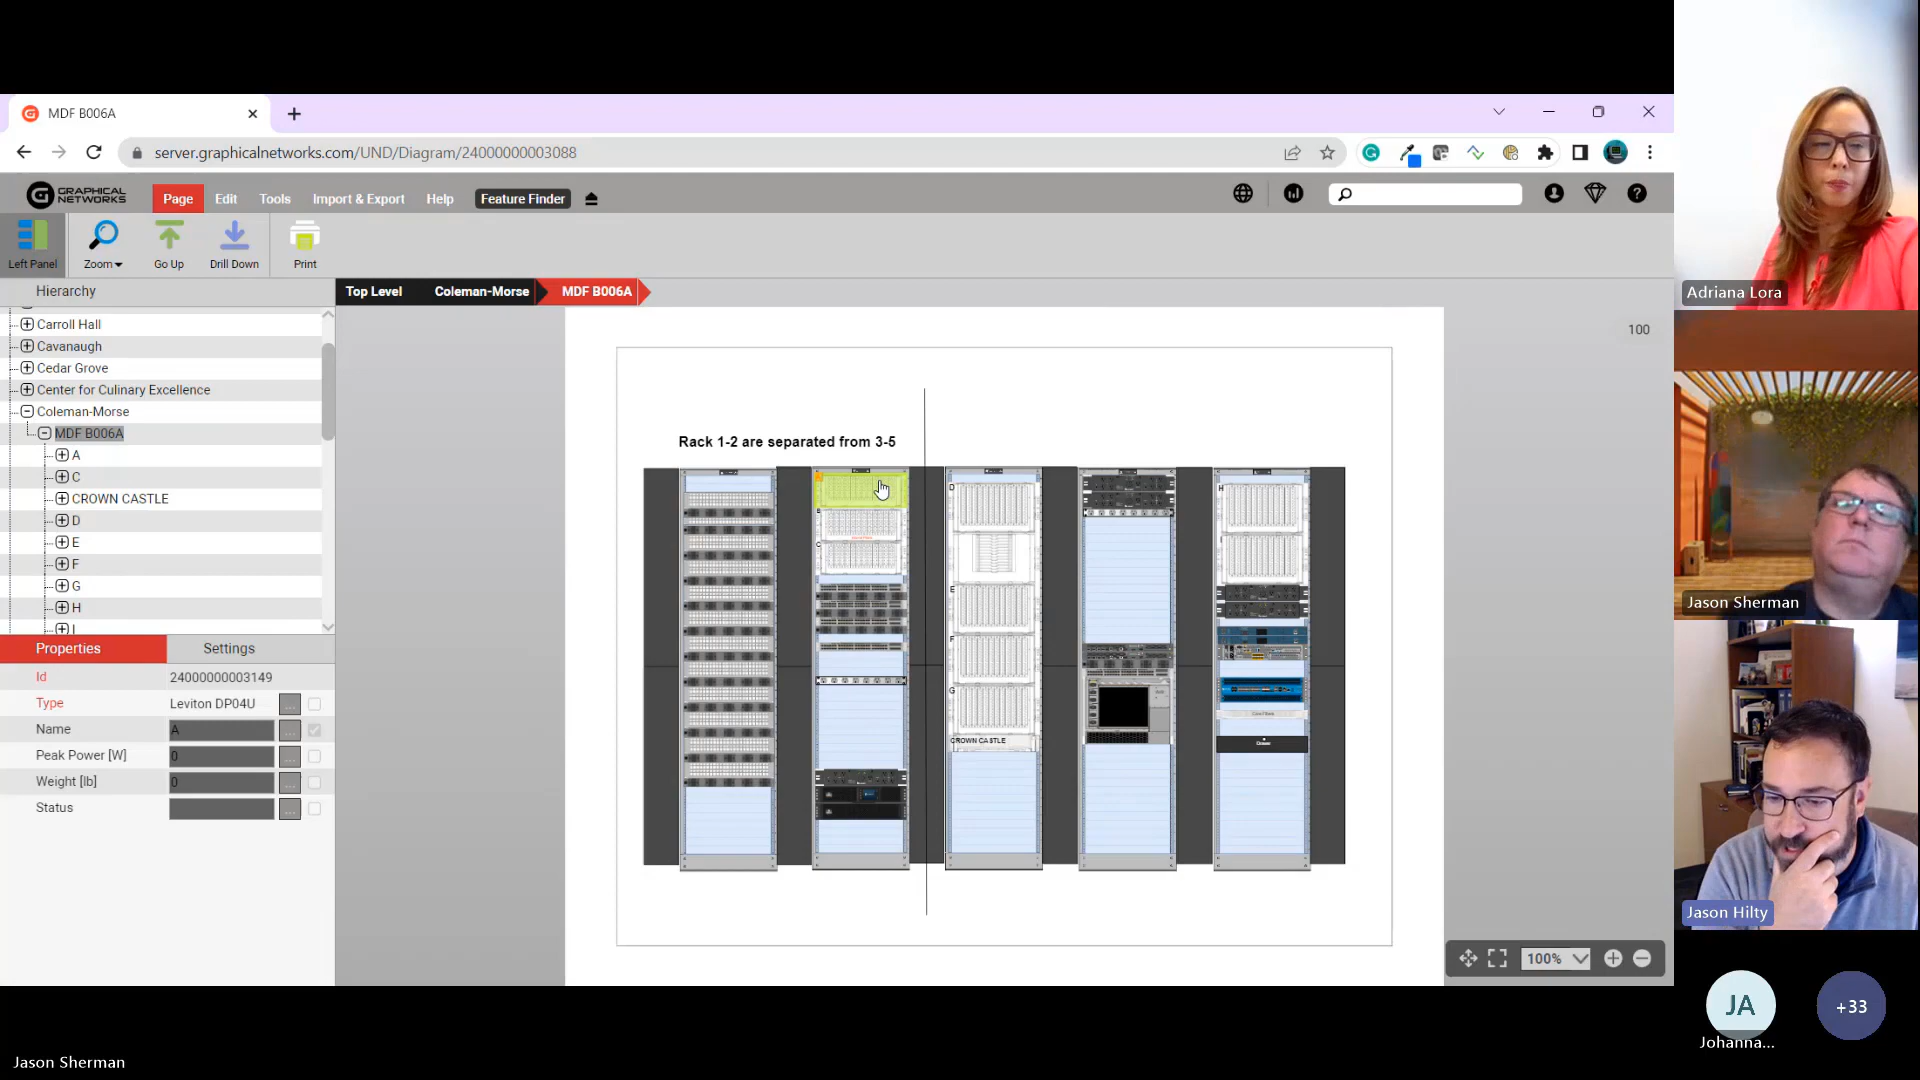 MDF B006A
server.graphicalnetworks.com/UND/Diagram/24000000003088
GRAPHICAL
NETWORKS
Page
Edit
Tools
Import & Export
Help
Feature Finder
Left Panel
Zoom
Go Up
Drill Down
Print
Hierarchy
Top Level
Coleman-Morse
MDF B006A
Carroll Hall
Cavanaugh
Cedar Grove
Center for Culinary Excellence
Coleman-Morse
MDF B006A
A
C
CROWN CASTLE
D
E
F
G
H
I
100
Rack 1-2 are separated from 3-5
B
C
D
E
F
G
CROWN CASTLE
H
Properties
Settings
Id
24000000003149
Type
Leviton DP04U
...
Name
A
...
Peak Power [W]
0
...
Weight [lb]
0
...
Status
...
100%
Adriana Lora
Jason Sherman
Jason Hilty
JA
Johanna...
+33
Jason Sherman